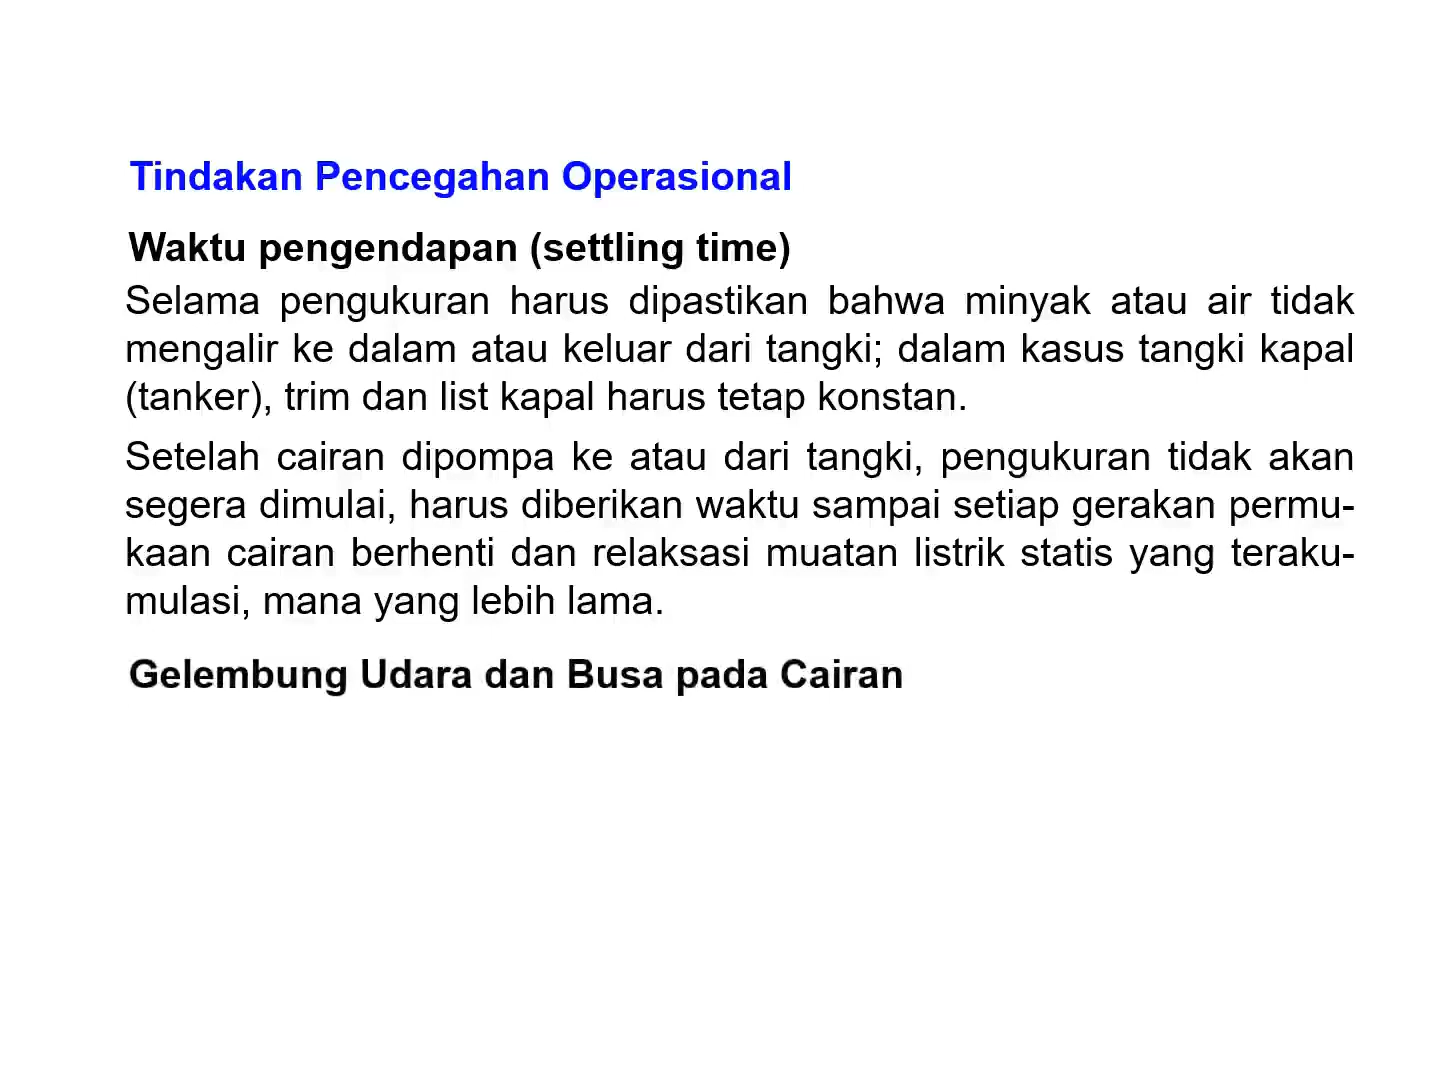 Tindakan Pencegahan Operasional
Waktu pengendapan (settling time)
Selama pengukuran harus dipastikan bahwa minyak atau air tidak
mengalir ke dalam atau keluar dari tangki; dalam kasus tangki kapal
(tanker), trim dan list kapal harus tetap konstan.
Setelah cairan dipompa ke atau dari tangki, pengukuran tidak akan
segera dimulai, harus diberikan waktu sampai setiap gerakan permu-
kaan cairan berhenti dan relaksasi muatan listrik statis yang teraku-
mulasi, mana yang lebih lama.
Gelembung Udara dan Busa pada Cairan